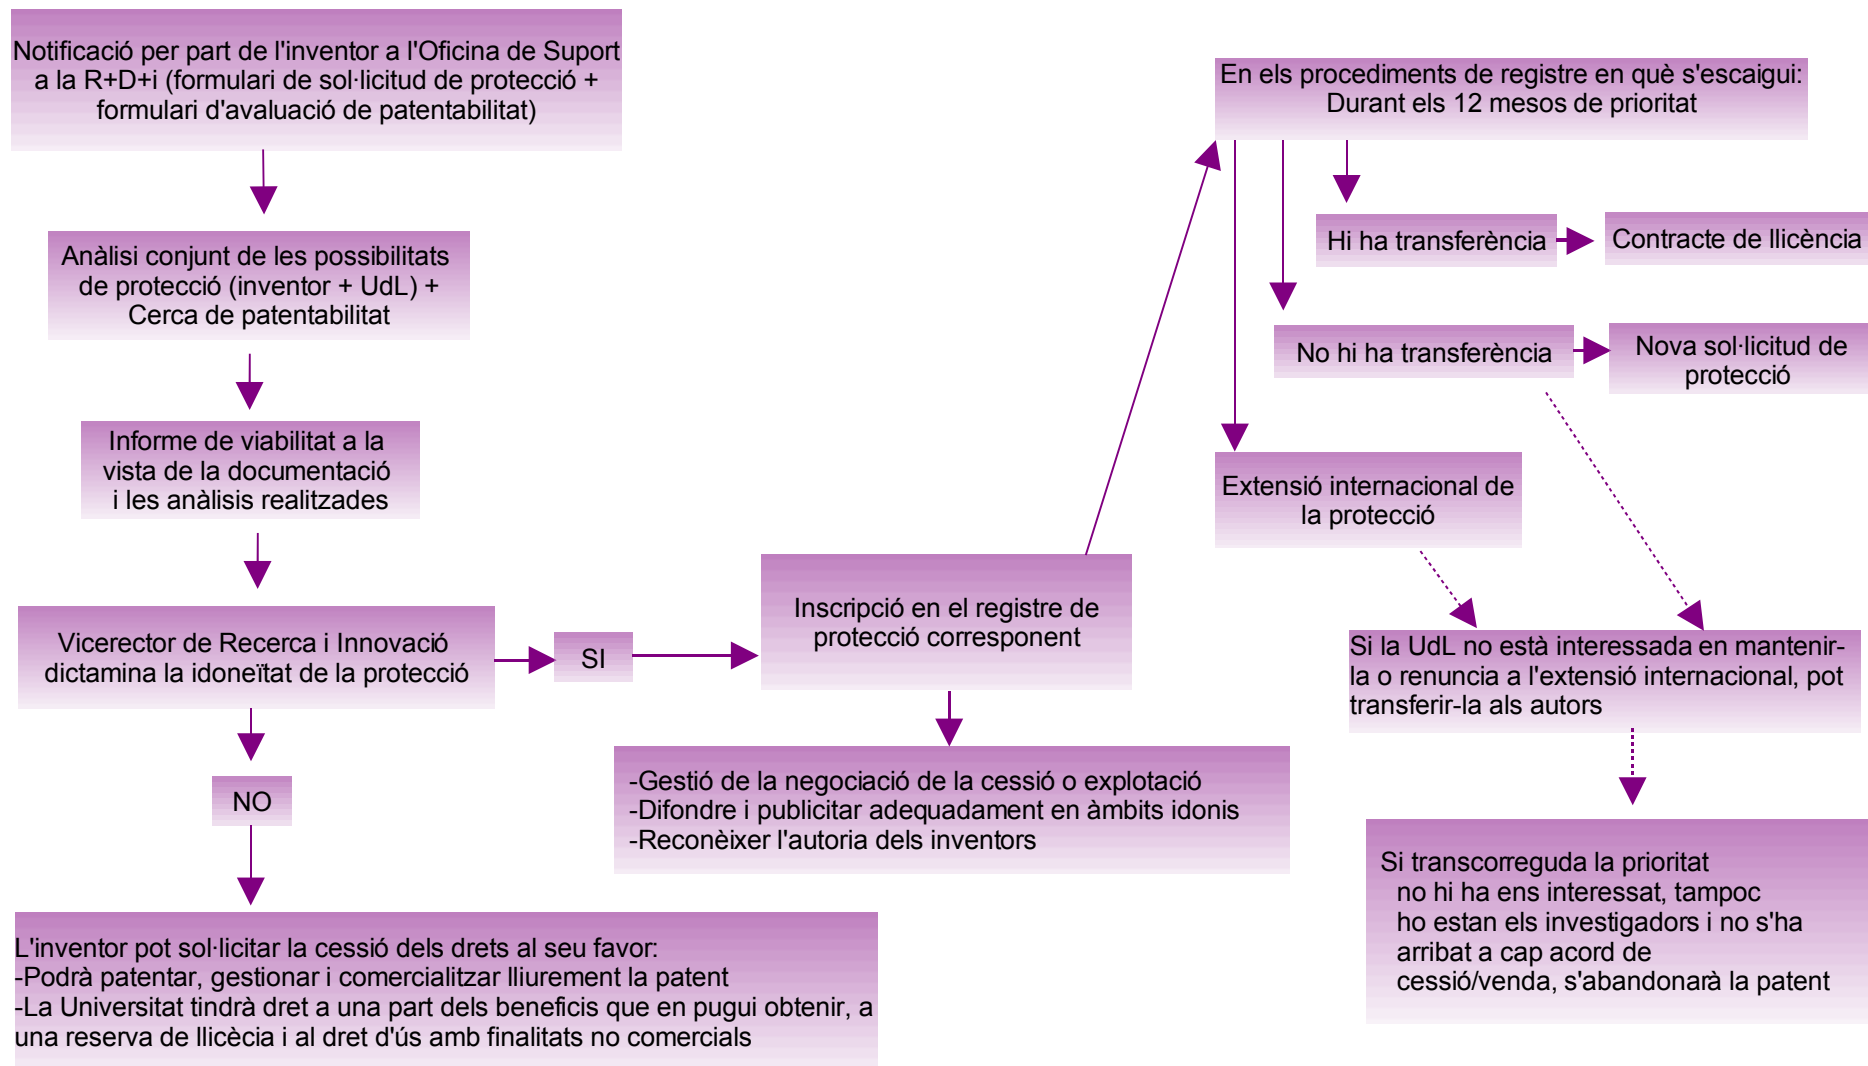 Notificació per part de l'inventor a l'Oficina de Suport
a la R+D+i (formulari de sol·licitud de protecció +
formulari d'avaluació de patentabilitat)
Anàlisi conjunt de les possibilitats
de protecció (inventor + UdL) +
Cerca de patentabilitat
Informe de viabilitat a la
vista de la documentació
i les anàlisis realitzades
Vicerector de Recerca i Innovació
dictamina la idoneïtat de la protecció
SI
NO
L'inventor pot sol·licitar la cessió dels drets al seu favor:
-Podrà patentar, gestionar i comercialitzar lliurement la patent
-La Universitat tindrà dret a una part dels beneficis que en pugui obtenir, a
una reserva de llicècia i al dret d'ús amb finalitats no comercials
Inscripció en el registre de
protecció corresponent
-Gestió de la negociació de la cessió o explotació
-Difondre i publicitar adequadament en àmbits idonis
-Reconèixer l'autoria dels inventors
En els procediments de registre en què s'escaigui:
Durant els 12 mesos de prioritat
Hi ha transferència
Contracte de llicència
No hi ha transferència
Nova sol·licitud de
protecció
Extensió internacional de
la protecció
Si la UdL no està interessada en mantenir-
la o renuncia a l'extensió internacional, pot
transferir-la als autors
Si transcorreguda la prioritat
no hi ha ens interessat, tampoc
ho estan els investigadors i no s'ha
arribat a cap acord de
cessió/venda, s'abandonarà la patent